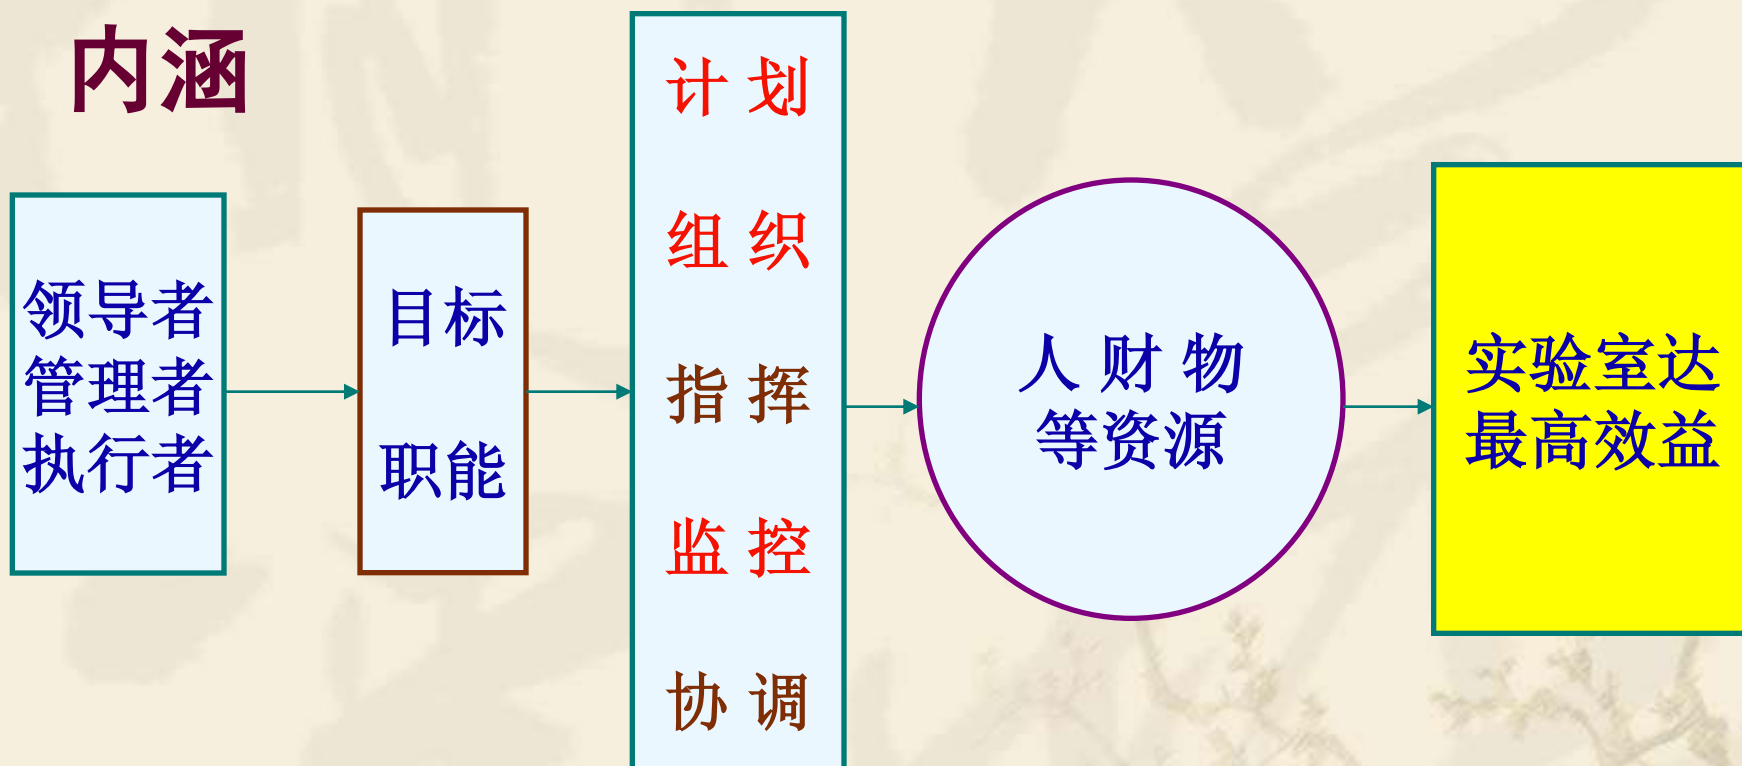 内涵
领导者
管理者
执行者
目标
职能
计 划
组 织
指 挥
监 控
协 调
人 财 物
等资源
实验室达
最高效益